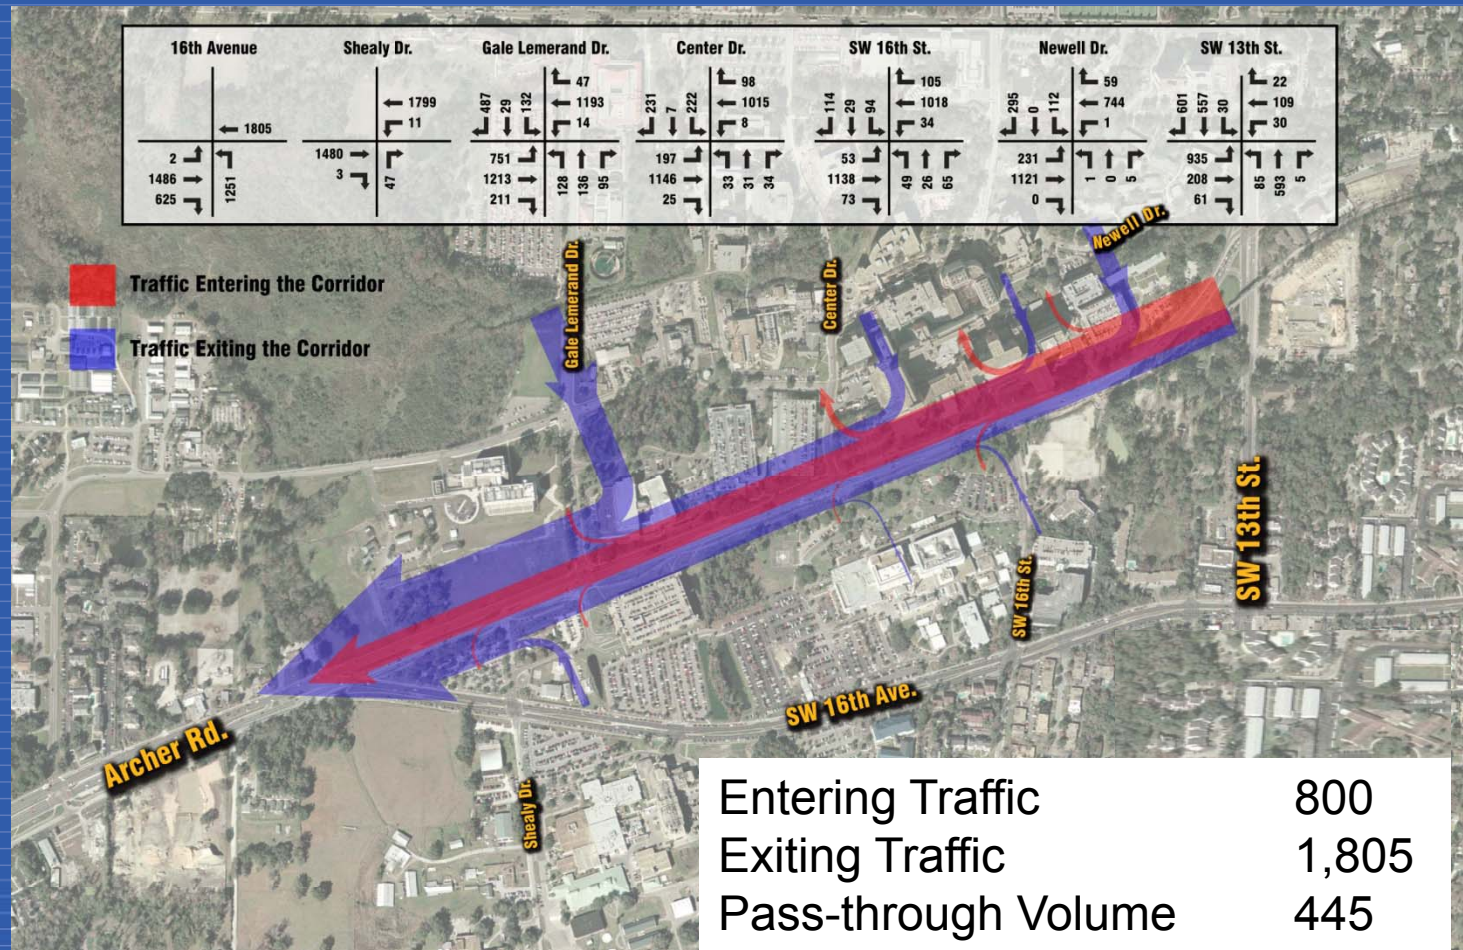 16th Avenue Shealy Dr. Gale Lemerand Dr. Center Dr. SW 16th St. Newell Dr. SW 13th St.
1805
2
1486
625
1251
1799
11
1480
3
47
487 29 132
47
1193
14
751
1213
211
128 136 95
231 7 222
98
1015
8
197
1146
25
33 31 34
114 29 94
105
1018
34
53
1138
73
49 26 65
295 0 112
59
744
1
231
1121
0
1 0 5
601 557 30
22
109
30
935
208
61
85 593 5
Traffic Entering the Corridor
Traffic Exiting the Corridor
Gale Lemerand Dr.
Center Dr.
Newell Dr.
SW 13th St.
SW 16th St.
SW 16th Ave.
Archer Rd.
Shealy Dr.
Entering Traffic 800
Exiting Traffic 1,805
Pass-through Volume 445